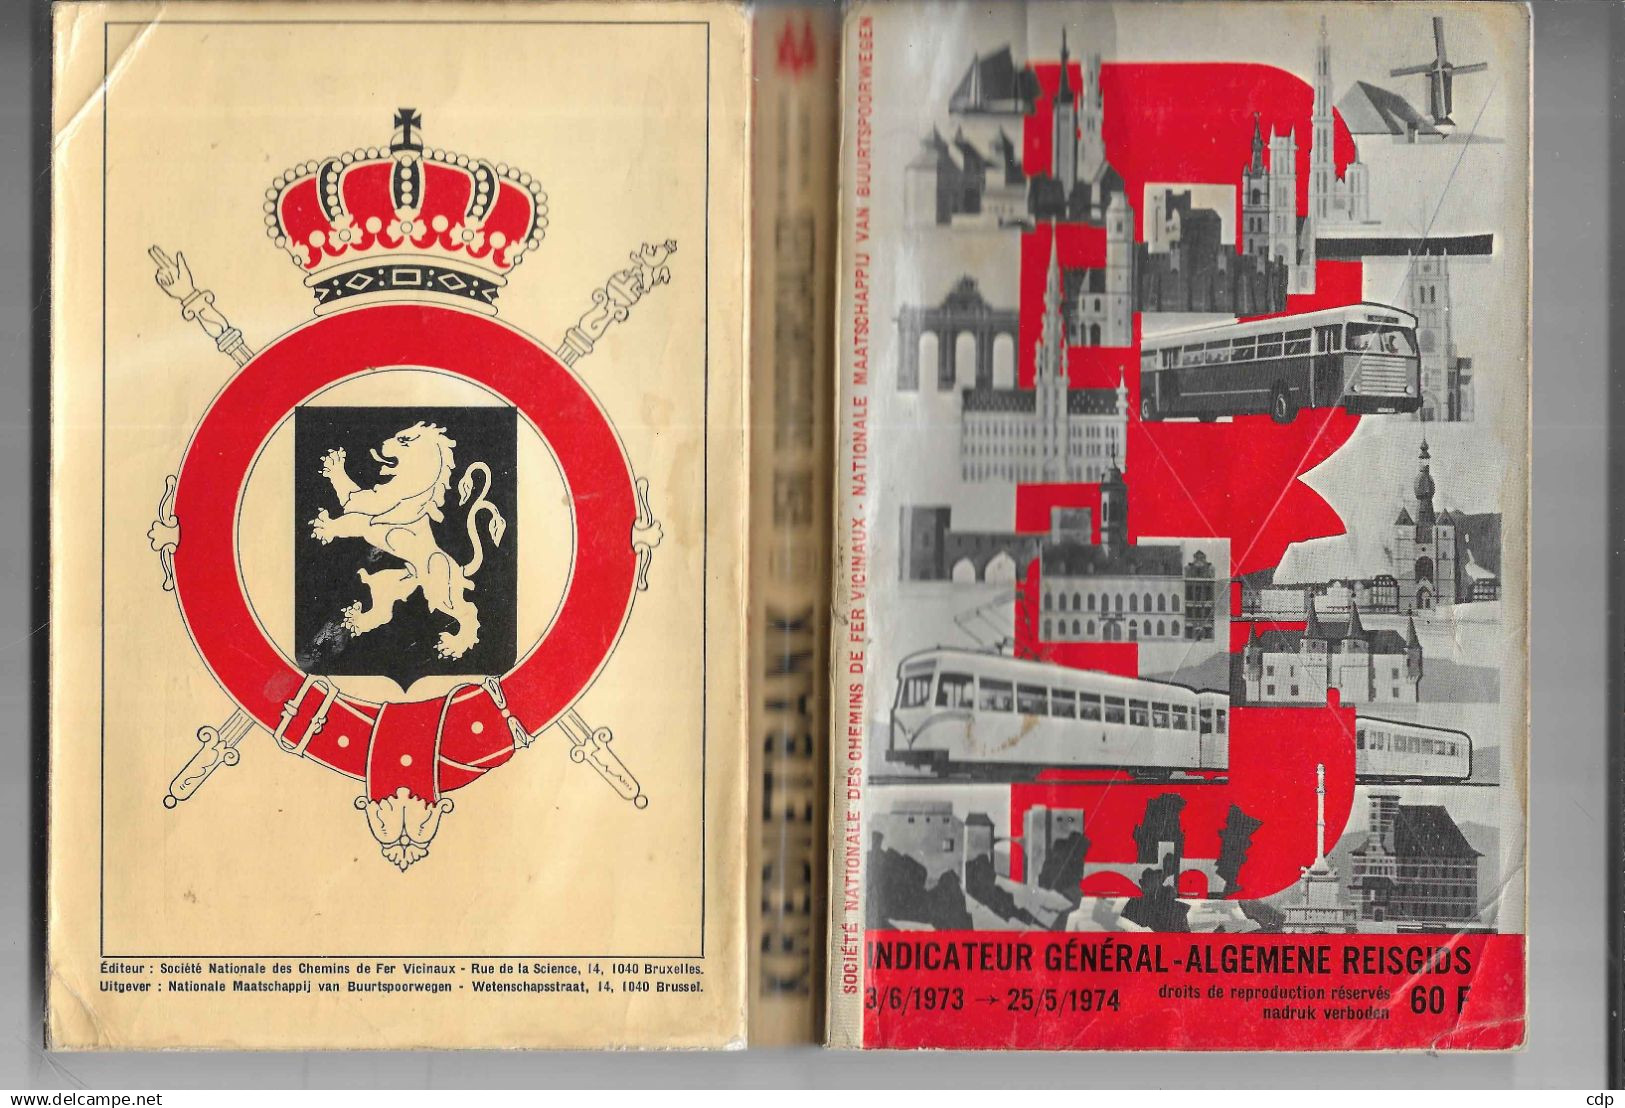 Éditeur : Société Nationale des Chemins de Fer Vicinaux - Rue de la Science, 14, 1040 Bruxelles.
Uitgever : Nationale Maatschappij van Buurtspoorwegen - Wetenschapsstraat, 14, 1040 Brussel.
SOCIÉTÉ NATIONALE DES CHEMINS DE FER VICINAUX - NATIONALE MAATSCHAPPIJ VAN BUURTSPOORWEGEN
INDICATEUR GÉNÉRAL-ALGEMENE REISGIDS
3/6/1973 → 25/5/1974
droits de reproduction réservés
nadruk verboden
60 F
delcampe.net
cdp